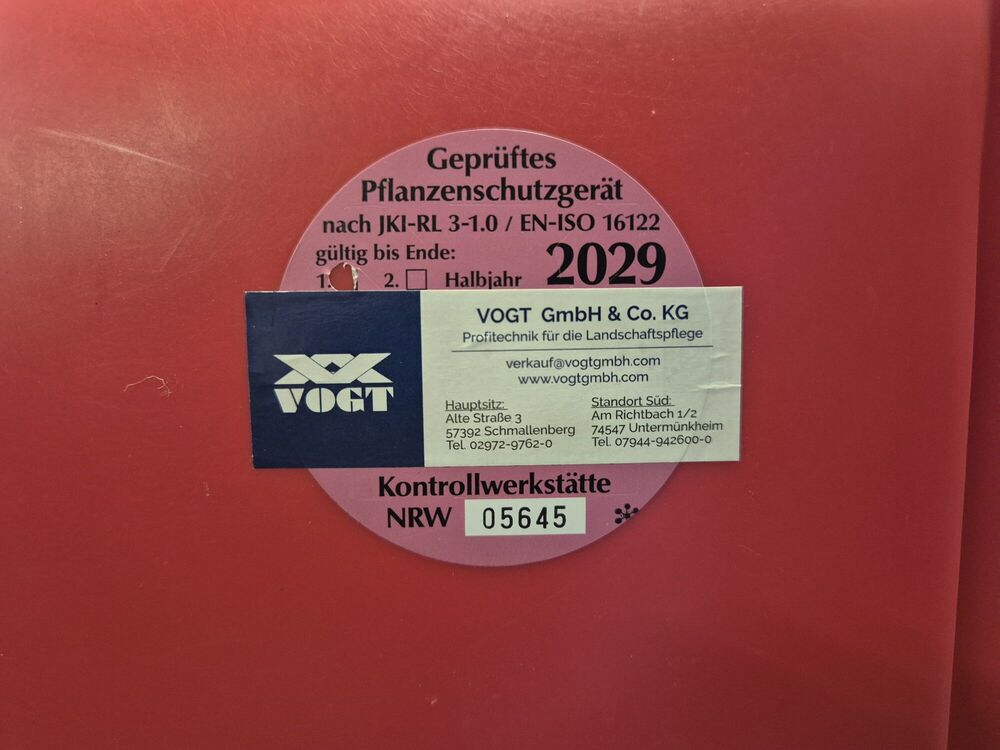 Geprüftes
Pflanzenschutzgerät
nach JKI-RL 3-1.0 / EN-ISO 16122
gültig bis Ende:
1. 2. Halbjahr 2029
VOGT
VOGT GmbH & Co. KG
Profitechnik für die Landschaftspflege
verkauf@vogtgmbh.com
www.vogtgmbh.com
Hauptsitz:
Alte Straße 3
57392 Schmallenberg
Tel. 02972-9762-0
Standort Süd:
Am Richtbach 1/2
74547 Untermünkheim
Tel. 07944-942600-0
Kontrollwerkstätte
NRW 05645